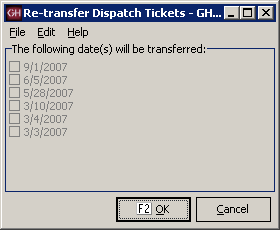 GH Re-transfer Dispatch Tickets - GH...
File Edit Help
The following date(s) will be transferred:
9/1/2007
6/5/2007
5/28/2007
3/10/2007
3/4/2007
3/3/2007
F2 OK Cancel